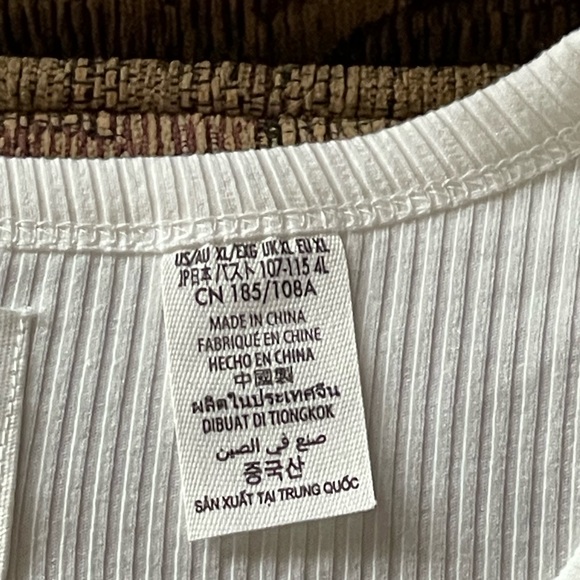 US/AU XL/EXG UK XL EU XL
JP日本バスト 107-115 4L
CN 185/108A
MADE IN CHINA
FABRIQUÉ EN CHINE
HECHO EN CHINA
中國製
ผลิตในประเทศจีน
DIBUAT DI TIONGKOK
صنع في الصين
중국산
SẢN XUẤT TẠI TRUNG QUỐC